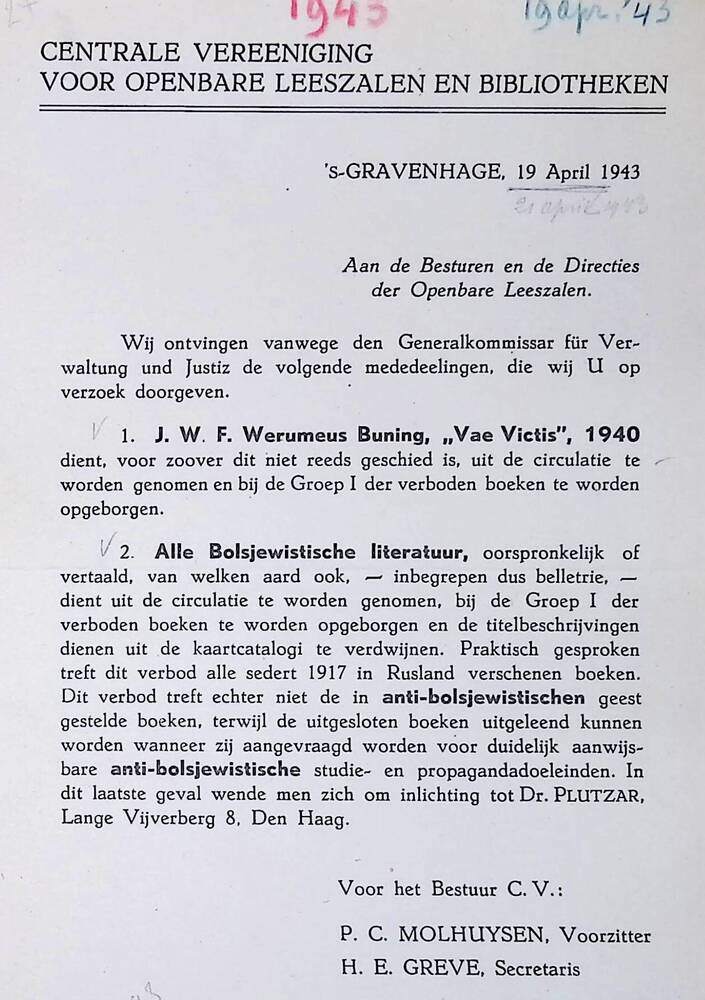 1943
19 apr. '43
CENTRALE VEREENIGING
VOOR OPENBARE LEESZALEN EN BIBLIOTHEKEN
's-GRAVENHAGE, 19 April 1943
21 april 1943
Aan de Besturen en de Directies
der Openbare Leeszalen.
Wij ontvingen vanwege den Generalkommissar für Ver-
waltung und Justiz de volgende mededeelingen, die wij U op
verzoek doorgeven.
1. J. W. F. Werumeus Buning, „Vae Victis”, 1940
dient, voor zoover dit niet reeds geschied is, uit de circulatie te
worden genomen en bij de Groep I der verboden boeken te worden
opgeborgen.
2. Alle Bolsjewistische literatuur, oorspronkelijk of
vertaald, van welken aard ook, — inbegrepen dus belletrie, —
dient uit de circulatie te worden genomen, bij de Groep I der
verboden boeken te worden opgeborgen en de titelbeschrijvingen
dienen uit de kaartcatalogi te verdwijnen. Praktisch gesproken
treft dit verbod alle sedert 1917 in Rusland verschenen boeken.
Dit verbod treft echter niet de in anti-bolsjewistischen geest
gestelde boeken, terwijl de uitgesloten boeken uitgeleend kunnen
worden wanneer zij aangevraagd worden voor duidelijk aanwijs-
bare anti-bolsjewistische studie- en propagandadoeleinden. In
dit laatste geval wende men zich om inlichting tot Dr. PLUTZAR,
Lange Vijverberg 8, Den Haag.
Voor het Bestuur C. V.:
P. C. MOLHUYSEN, Voorzitter
H. E. GREVE, Secretaris